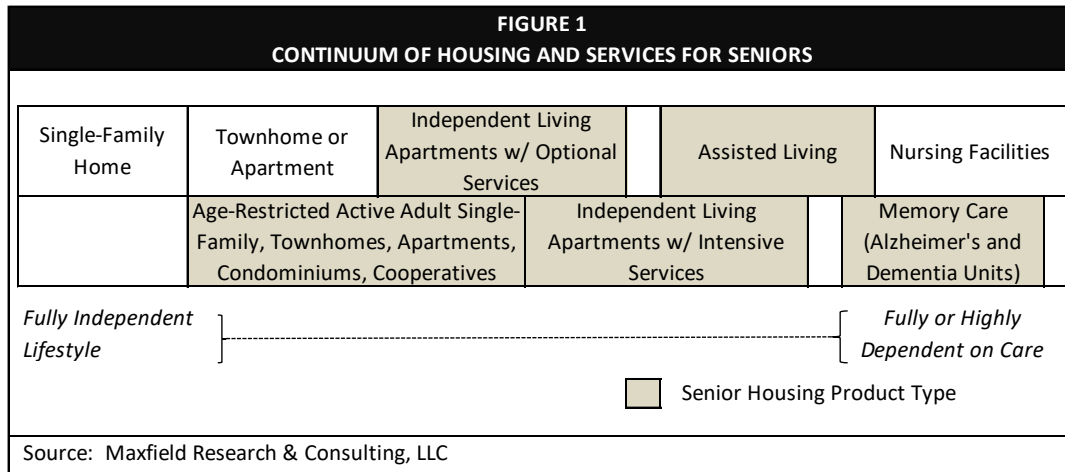 FIGURE 1
CONTINUUM OF HOUSING AND SERVICES FOR SENIORS
Single-Family
Home
Townhome or
Apartment
Independent Living
Apartments w/ Optional
Services
Assisted Living
Nursing Facilities
Age-Restricted Active Adult Single-
Family, Townhomes, Apartments,
Condominiums, Cooperatives
Independent Living
Apartments w/ Intensive
Services
Memory Care
(Alzheimer's and
Dementia Units)
Fully Independent
Lifestyle
Fully or Highly
Dependent on Care
Senior Housing Product Type
Source: Maxfield Research & Consulting, LLC